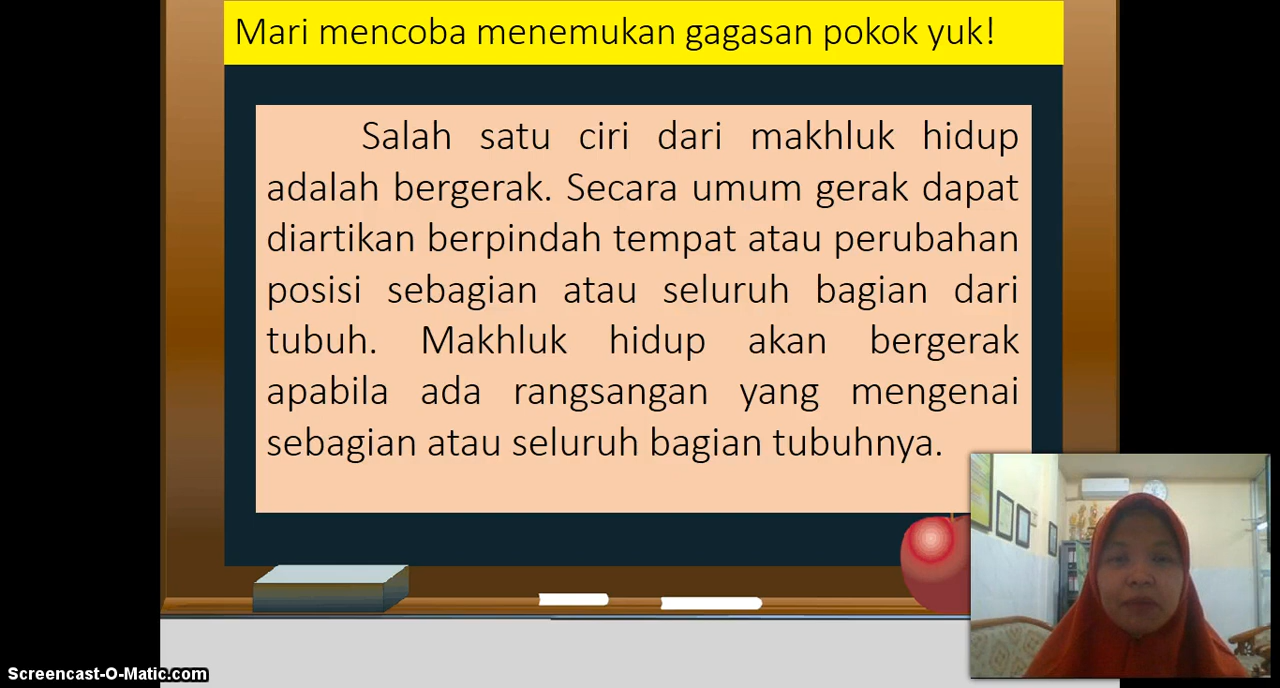 Mari mencoba menemukan gagasan pokok yuk!
Salah satu ciri dari makhluk hidup
adalah bergerak. Secara umum gerak dapat
diartikan berpindah tempat atau perubahan
posisi sebagian atau seluruh bagian dari
tubuh. Makhluk hidup akan bergerak
apabila ada rangsangan yang mengenai
sebagian atau seluruh bagian tubuhnya.
Screencast-O-Matic.com